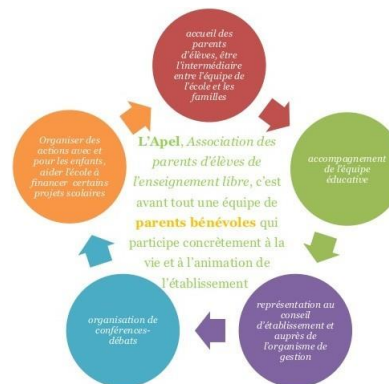 accueil des
parents
d'élèves, être
l'intermédiaire
entre l'équipe de
l'école et les
familles
accompagnement
de l'équipe
éducative
représentation au
conseil
d'établissement et
auprès de
l'organisme de
gestion
organisation de
conférences-
débats
Organiser des
actions avec et
pour les enfants,
aider l'école à
financer certains
projets scolaires
L'Apel, Association des
parents d'élèves de
l'enseignement libre, c'est
avant tout une équipe de
parents bénévoles qui
participe concrètement à la
vie et à l'animation de
l'établissement